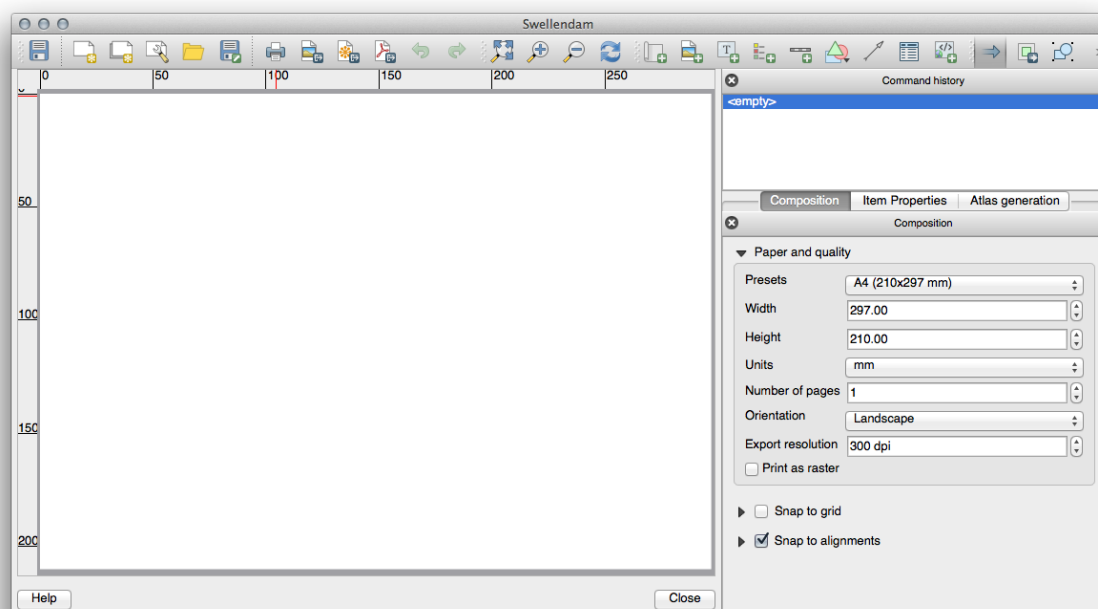 Swellendam
0 50 100 150 200 250
Command history
<empty>
50
100
150
200
Composition Item Properties Atlas generation
Composition
Paper and quality
Presets A4 (210x297 mm)
Width 297.00
Height 210.00
Units mm
Number of pages 1
Orientation Landscape
Export resolution 300 dpi
Print as raster
Snap to grid
Snap to alignments
Help Close